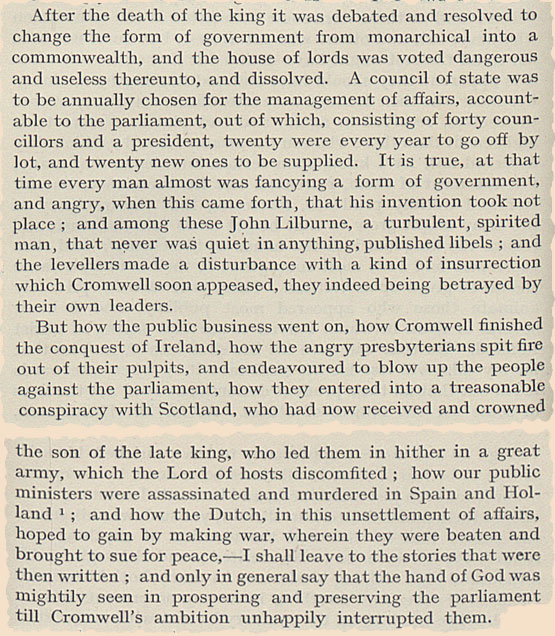 After the death of the king it was debated and resolved to
change the form of government from monarchical into a
commonwealth, and the house of lords was voted dangerous
and useless thereunto, and dissolved. A council of state was
to be annually chosen for the management of affairs, account-
able to the parliament, out of which, consisting of forty coun-
cillors and a president, twenty were every year to go off by
lot, and twenty new ones to be supplied. It is true, at that
time every man almost was fancying a form of government,
and angry, when this came forth, that his invention took not
place ; and among these John Lilburne, a turbulent, spirited
man, that never was quiet in anything, published libels ; and
the levellers made a disturbance with a kind of insurrection
which Cromwell soon appeased, they indeed being betrayed by
their own leaders.
But how the public business went on, how Cromwell finished
the conquest of Ireland, how the angry presbyterians spit fire
out of their pulpits, and endeavoured to blow up the people
against the parliament, how they entered into a treasonable
conspiracy with Scotland, who had now received and crowned
the son of the late king, who led them in hither in a great
army, which the Lord of hosts discomfited ; how our public
ministers were assassinated and murdered in Spain and Hol-
land ¹ ; and how the Dutch, in this unsettlement of affairs,
hoped to gain by making war, wherein they were beaten and
brought to sue for peace,—I shall leave to the stories that were
then written ; and only in general say that the hand of God was
mightily seen in prospering and preserving the parliament
till Cromwell's ambition unhappily interrupted them.